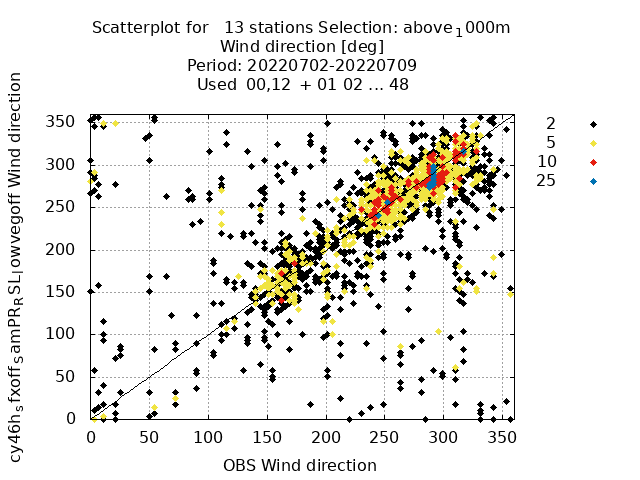 Scatterplot for 13 stations Selection: above₁000m
Wind direction [deg]
Period: 20220702-20220709
Used 00,12 + 01 02 ... 48
cy46hₛfxoffₛamPRᵣSLₗowvegoff Wind direction
350
300
250
200
150
100
50
0
0 50 100 150 200 250 300 350
OBS Wind direction
2
5
10
25